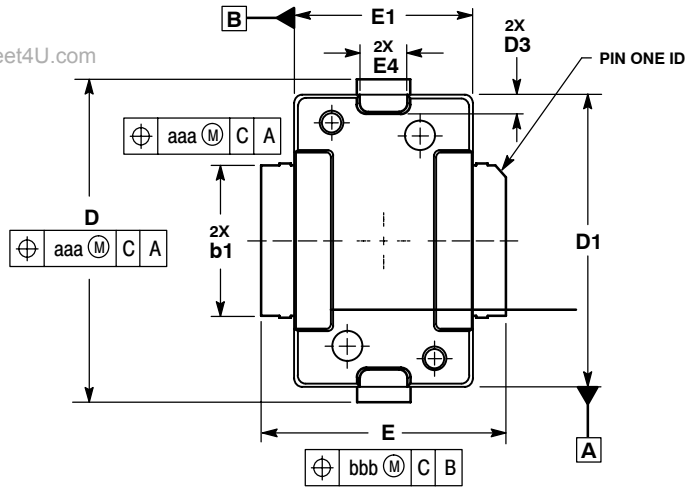 B
E1
2X
E4
2X
D3
PIN ONE ID
eet4U.com
⌖ aaa Ⓜ C A
D
⌖ aaa Ⓜ C A
2X
b1
D1
E
⌖ bbb Ⓜ C B
A